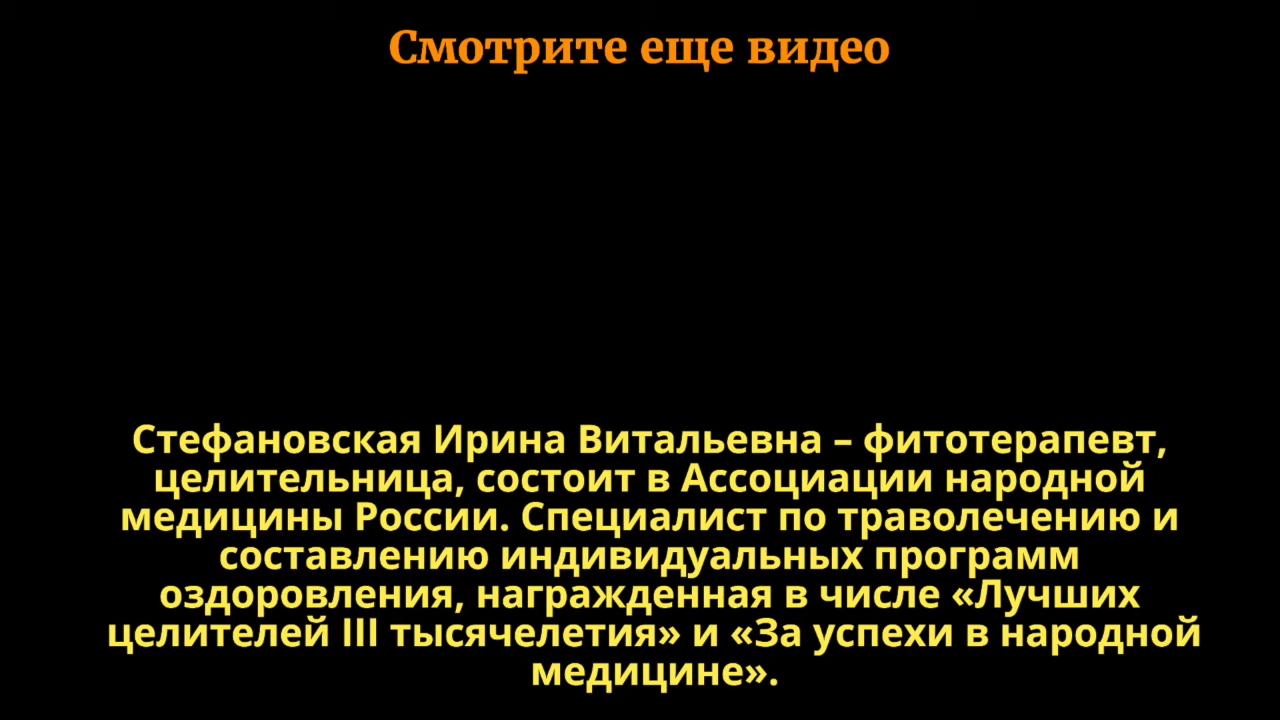 Смотрите еще видео
Стефановская Ирина Витальевна – фитотерапевт,
целительница, состоит в Ассоциации народной
медицины России. Специалист по траволечению и
составлению индивидуальных программ
оздоровления, награжденная в числе «Лучших
целителей III тысячелетия» и «За успехи в народной
медицине».